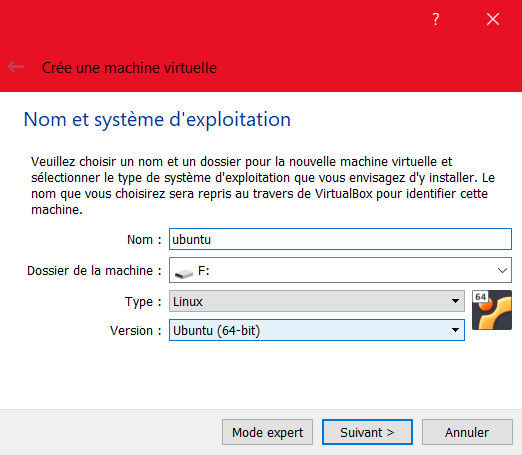 ?
Crée une machine virtuelle
Nom et système d'exploitation
Veuillez choisir un nom et un dossier pour la nouvelle machine virtuelle et
sélectionner le type de système d'exploitation que vous envisagez d'y installer. Le
nom que vous choisirez sera repris au travers de VirtualBox pour identifier cette
machine.
Nom : ubuntu
Dossier de la machine : F:
Type : Linux
64
Version : Ubuntu (64-bit)
Mode expert Suivant > Annuler